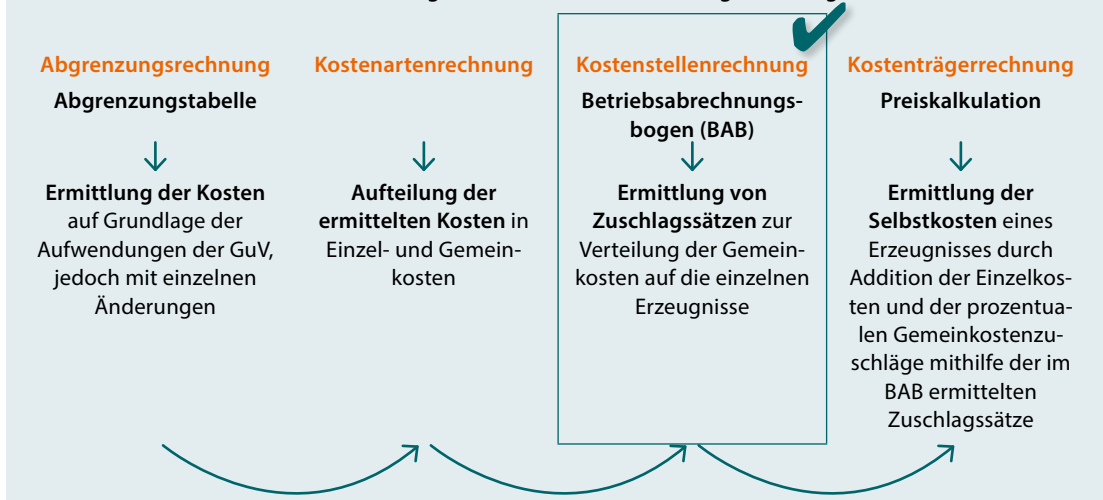 Abgrenzungsrechnung
Abgrenzungstabelle
Ermittlung der Kosten
auf Grundlage der
Aufwendungen der GuV,
jedoch mit einzelnen
Änderungen
Kostenartenrechnung
Aufteilung der
ermittelten Kosten in
Einzel- und Gemein-
kosten
Kostenstellenrechnung
Betriebsabrechnungs-
bogen (BAB)
Ermittlung von
Zuschlagssätzen zur
Verteilung der Gemein-
kosten auf die einzelnen
Erzeugnisse
Kostenträgerrechnung
Preiskalkulation
Ermittlung der
Selbstkosten eines
Erzeugnisses durch
Addition der Einzelkos-
ten und der prozentua-
len Gemeinkostenzu-
schläge mithilfe der im
BAB ermittelten
Zuschlagssätze